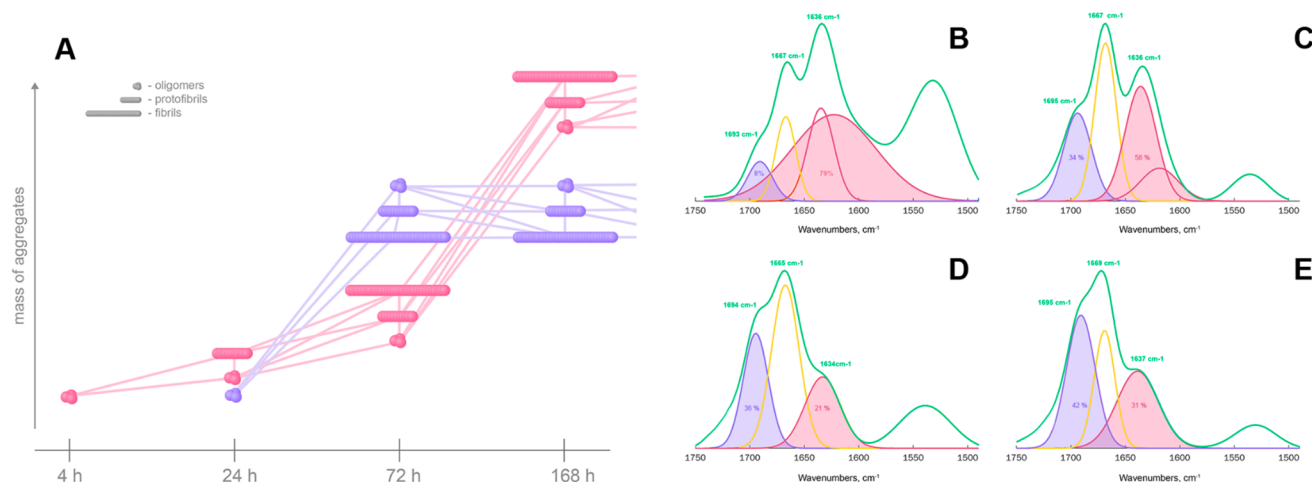 A
- oligomers
- protofibrils
- fibrils
mass of aggregates
4 h
24 h
72 h
168 h
B
1636 cm-1
1667 cm-1
1693 cm-1
8%
79%
1750 1700 1650 1600 1550 1500
Wavenumbers, cm-1
C
1667 cm-1
1636 cm-1
1695 cm-1
34 %
56 %
1750 1700 1650 1600 1550 1500
Wavenumbers, cm-1
D
1665 cm-1
1694 cm-1
1634cm-1
36 %
21 %
1750 1700 1650 1600 1550 1500
Wavenumbers, cm-1
E
1669 cm-1
1695 cm-1
1637 cm-1
42 %
31 %
1750 1700 1650 1600 1550 1500
Wavenumbers, cm-1